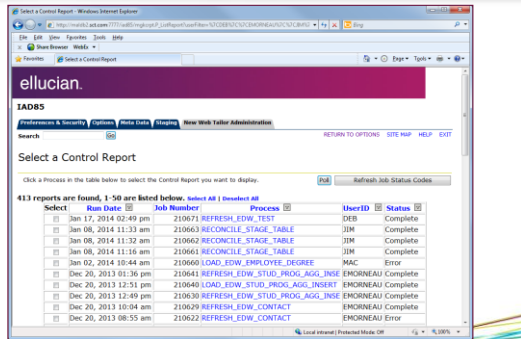 Select a Control Report - Windows Internet Explorer
Bing
File Edit View Favorites Tools Help
x Share Browser WebEx
Favorites Select a Control Report Page Tools
ellucian.
IAD85
Preferences & Security Options Meta Data Staging New Web Tailor Administration
Search Go RETURN TO OPTIONS SITE MAP HELP EXIT
Select a Control Report
Click a Process in the table below to select the Control Report you want to display. Poll Refresh Job Status Codes
413 reports are found, 1-50 are listed below. Select All | Deselect All
Select Run Date Job Number Process UserID Status
Jan 17, 2014 02:49 pm 210671 REFRESH_EDW_TEST DEB Complete
Jan 08, 2014 11:33 am 210663 RECONCILE_STAGE_TABLE JIM Complete
Jan 08, 2014 11:32 am 210662 RECONCILE_STAGE_TABLE JIM Complete
Jan 08, 2014 11:16 am 210661 RECONCILE_STAGE_TABLE JIM Complete
Jan 02, 2014 10:44 am 210660 LOAD_EDW_EMPLOYEE_DEGREE MAC Error
Dec 20, 2013 01:36 pm 210641 REFRESH_EDW_STUD_PROG_AGG_INSE EMORNEAU Complete
Dec 20, 2013 12:51 pm 210640 LOAD_EDW_STUD_PROG_AGG_INSERT EMORNEAU Complete
Dec 20, 2013 12:49 pm 210630 REFRESH_EDW_STUD_PROG_AGG_INSE EMORNEAU Complete
Dec 20, 2013 10:04 am 210629 REFRESH_EDW_CONTACT EMORNEAU Complete
Dec 20, 2013 08:55 am 210622 REFRESH_EDW_CONTACT EMORNEAU Error
Local intranet | Protected Mode: Off 100%